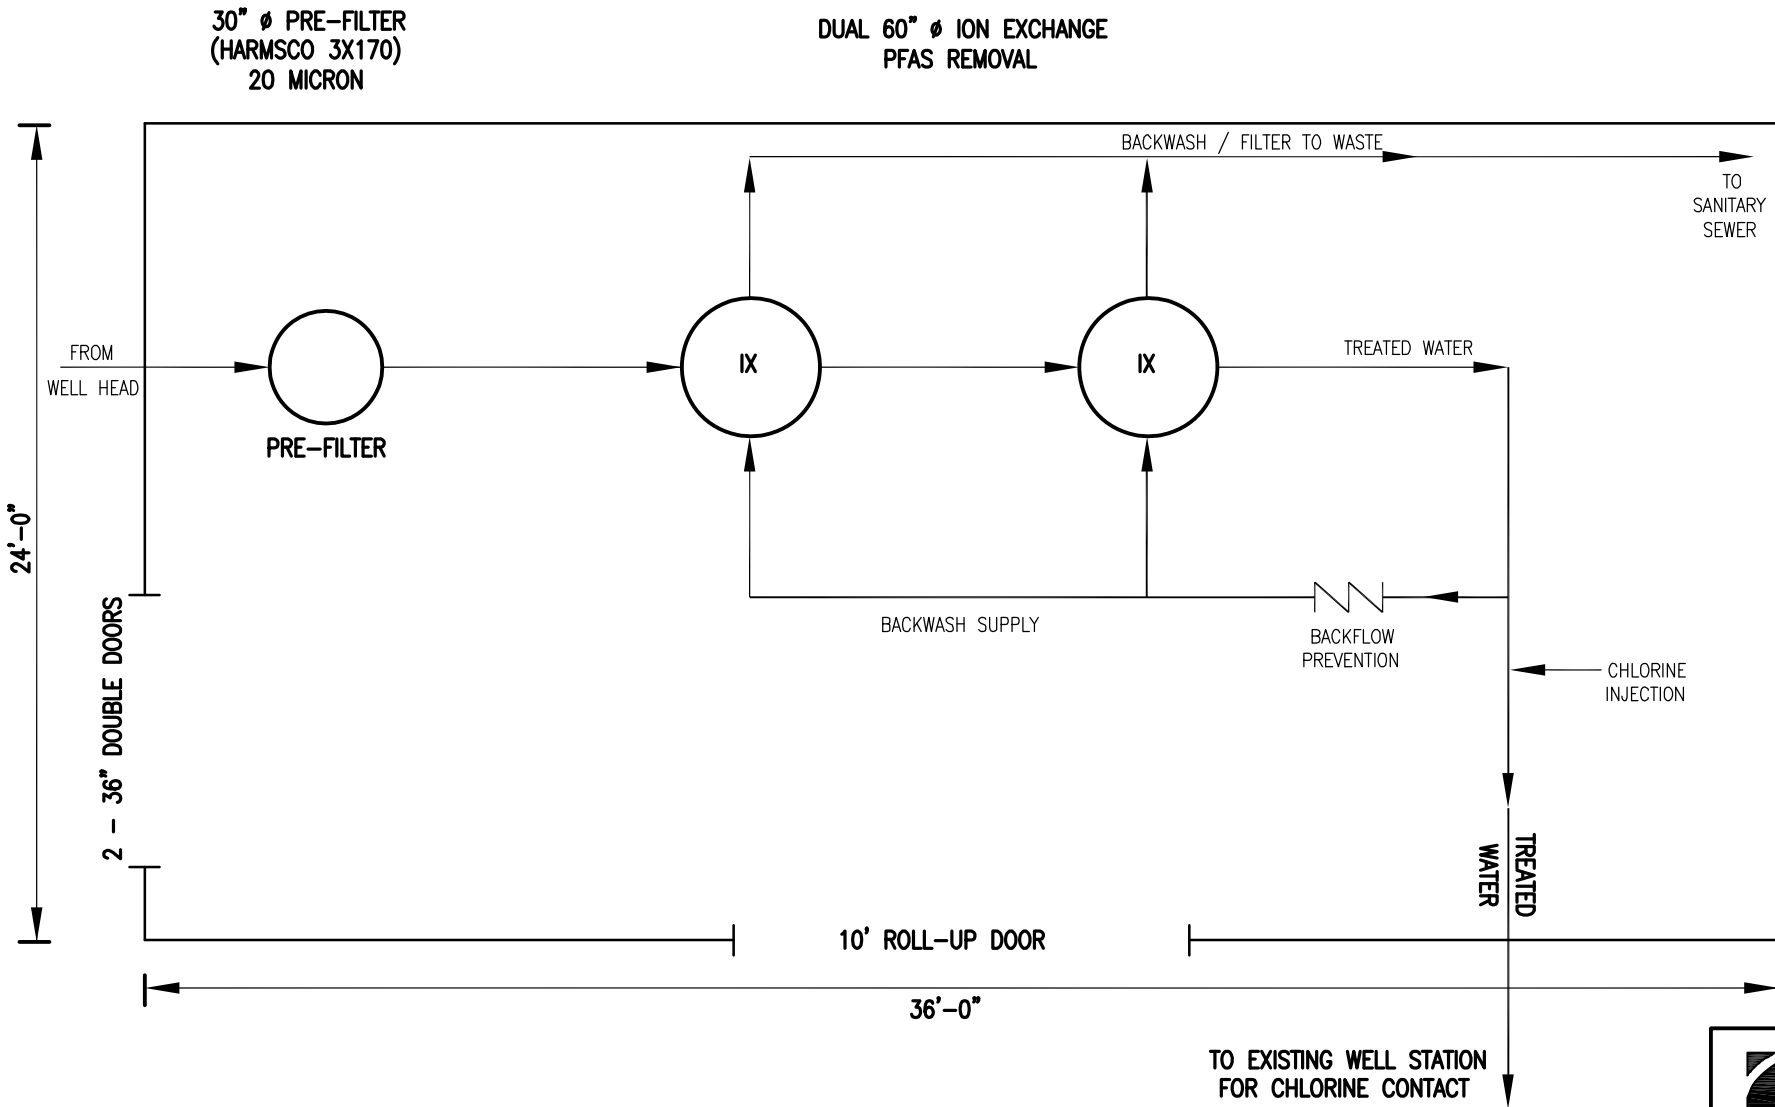 30" ø PRE-FILTER
(HARMSCO 3X170)
20 MICRON
DUAL 60" ø ION EXCHANGE
PFAS REMOVAL
BACKWASH / FILTER TO WASTE
TO
SANITARY
SEWER
FROM
WELL HEAD
PRE-FILTER
IX
IX
TREATED WATER
24'-0"
2 - 36" DOUBLE DOORS
BACKWASH SUPPLY
BACKFLOW
PREVENTION
CHLORINE
INJECTION
TREATED
WATER
10' ROLL-UP DOOR
36'-0"
TO EXISTING WELL STATION
FOR CHLORINE CONTACT